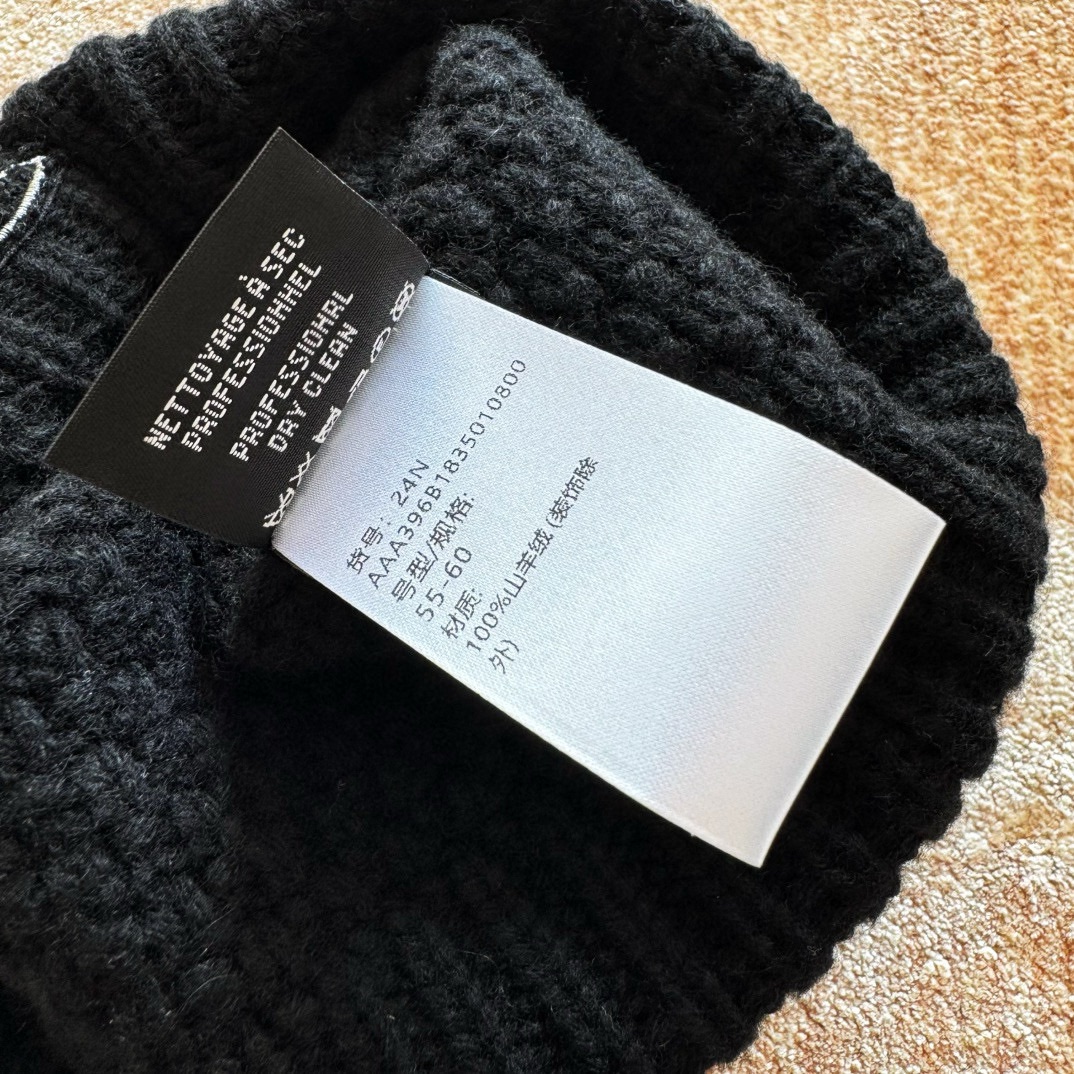 NETTOYAGE À SEC
PROFESSIONNEL
PROFESSIONAL
DRY CLEAN
货号: 24N
AAA396B1835010800
号型/规格:
55-60
材质:
100%山羊绒(装饰除
外)